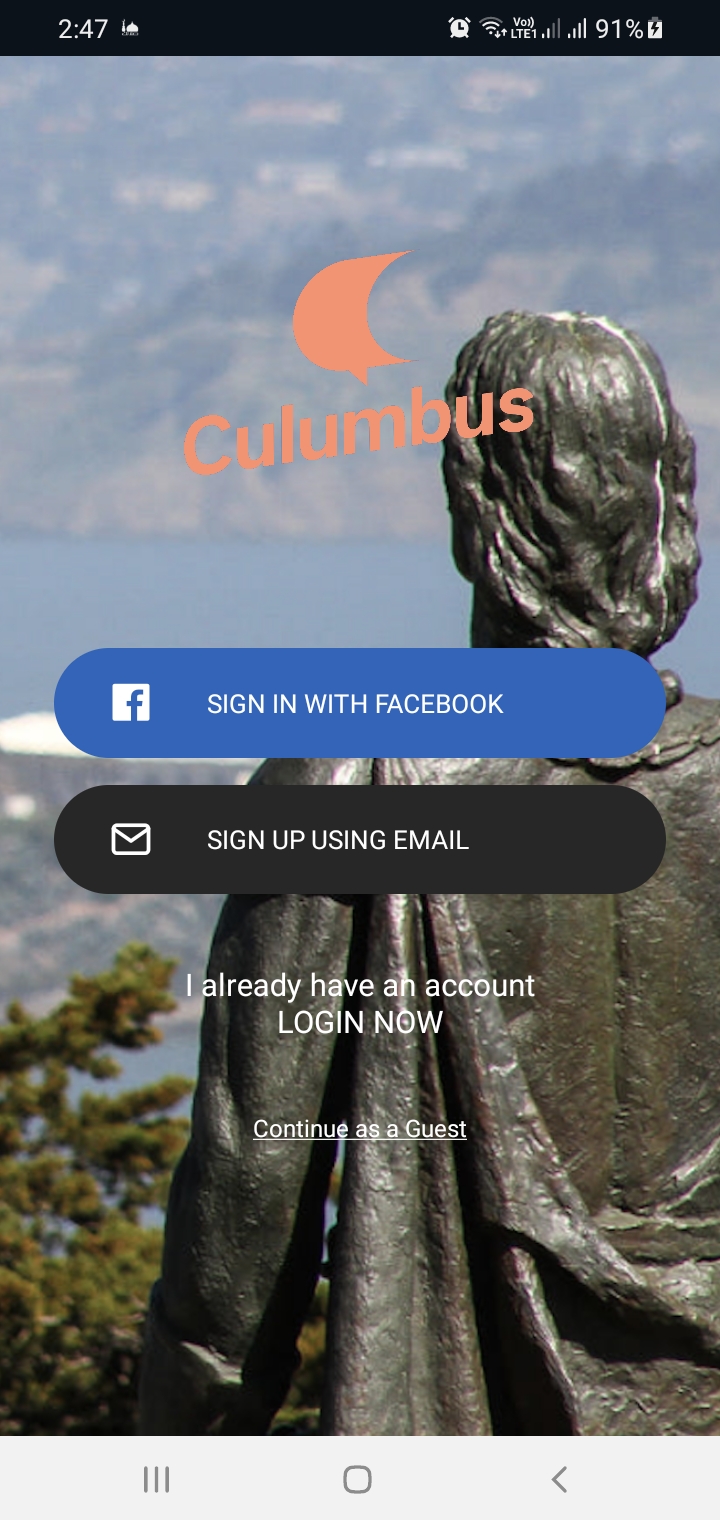 2:47
Vo))
LTE1
91%
Culumbus
SIGN IN WITH FACEBOOK
SIGN UP USING EMAIL
I already have an account
LOGIN NOW
Continue as a Guest